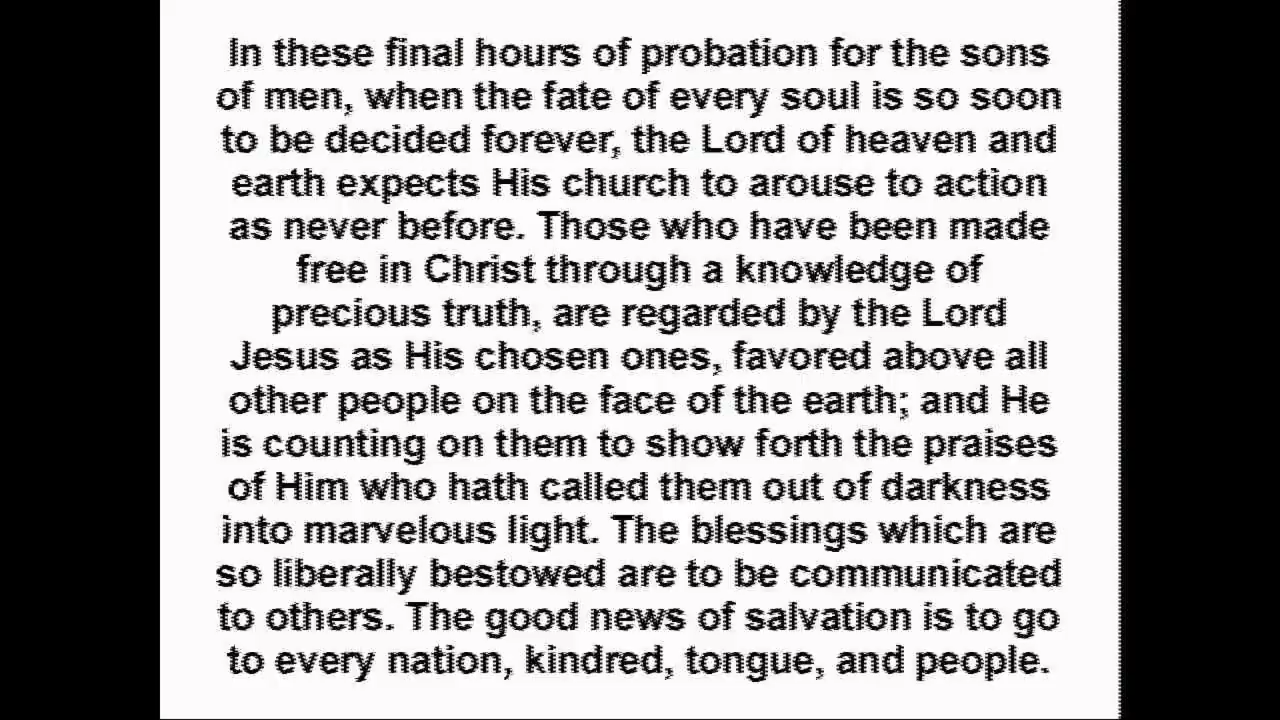 In these final hours of probation for the sons
of men, when the fate of every soul is so soon
to be decided forever, the Lord of heaven and
earth expects His church to arouse to action
as never before. Those who have been made
free in Christ through a knowledge of
precious truth, are regarded by the Lord
Jesus as His chosen ones, favored above all
other people on the face of the earth; and He
is counting on them to show forth the praises
of Him who hath called them out of darkness
into marvelous light. The blessings which are
so liberally bestowed are to be communicated
to others. The good news of salvation is to go
to every nation, kindred, tongue, and people.